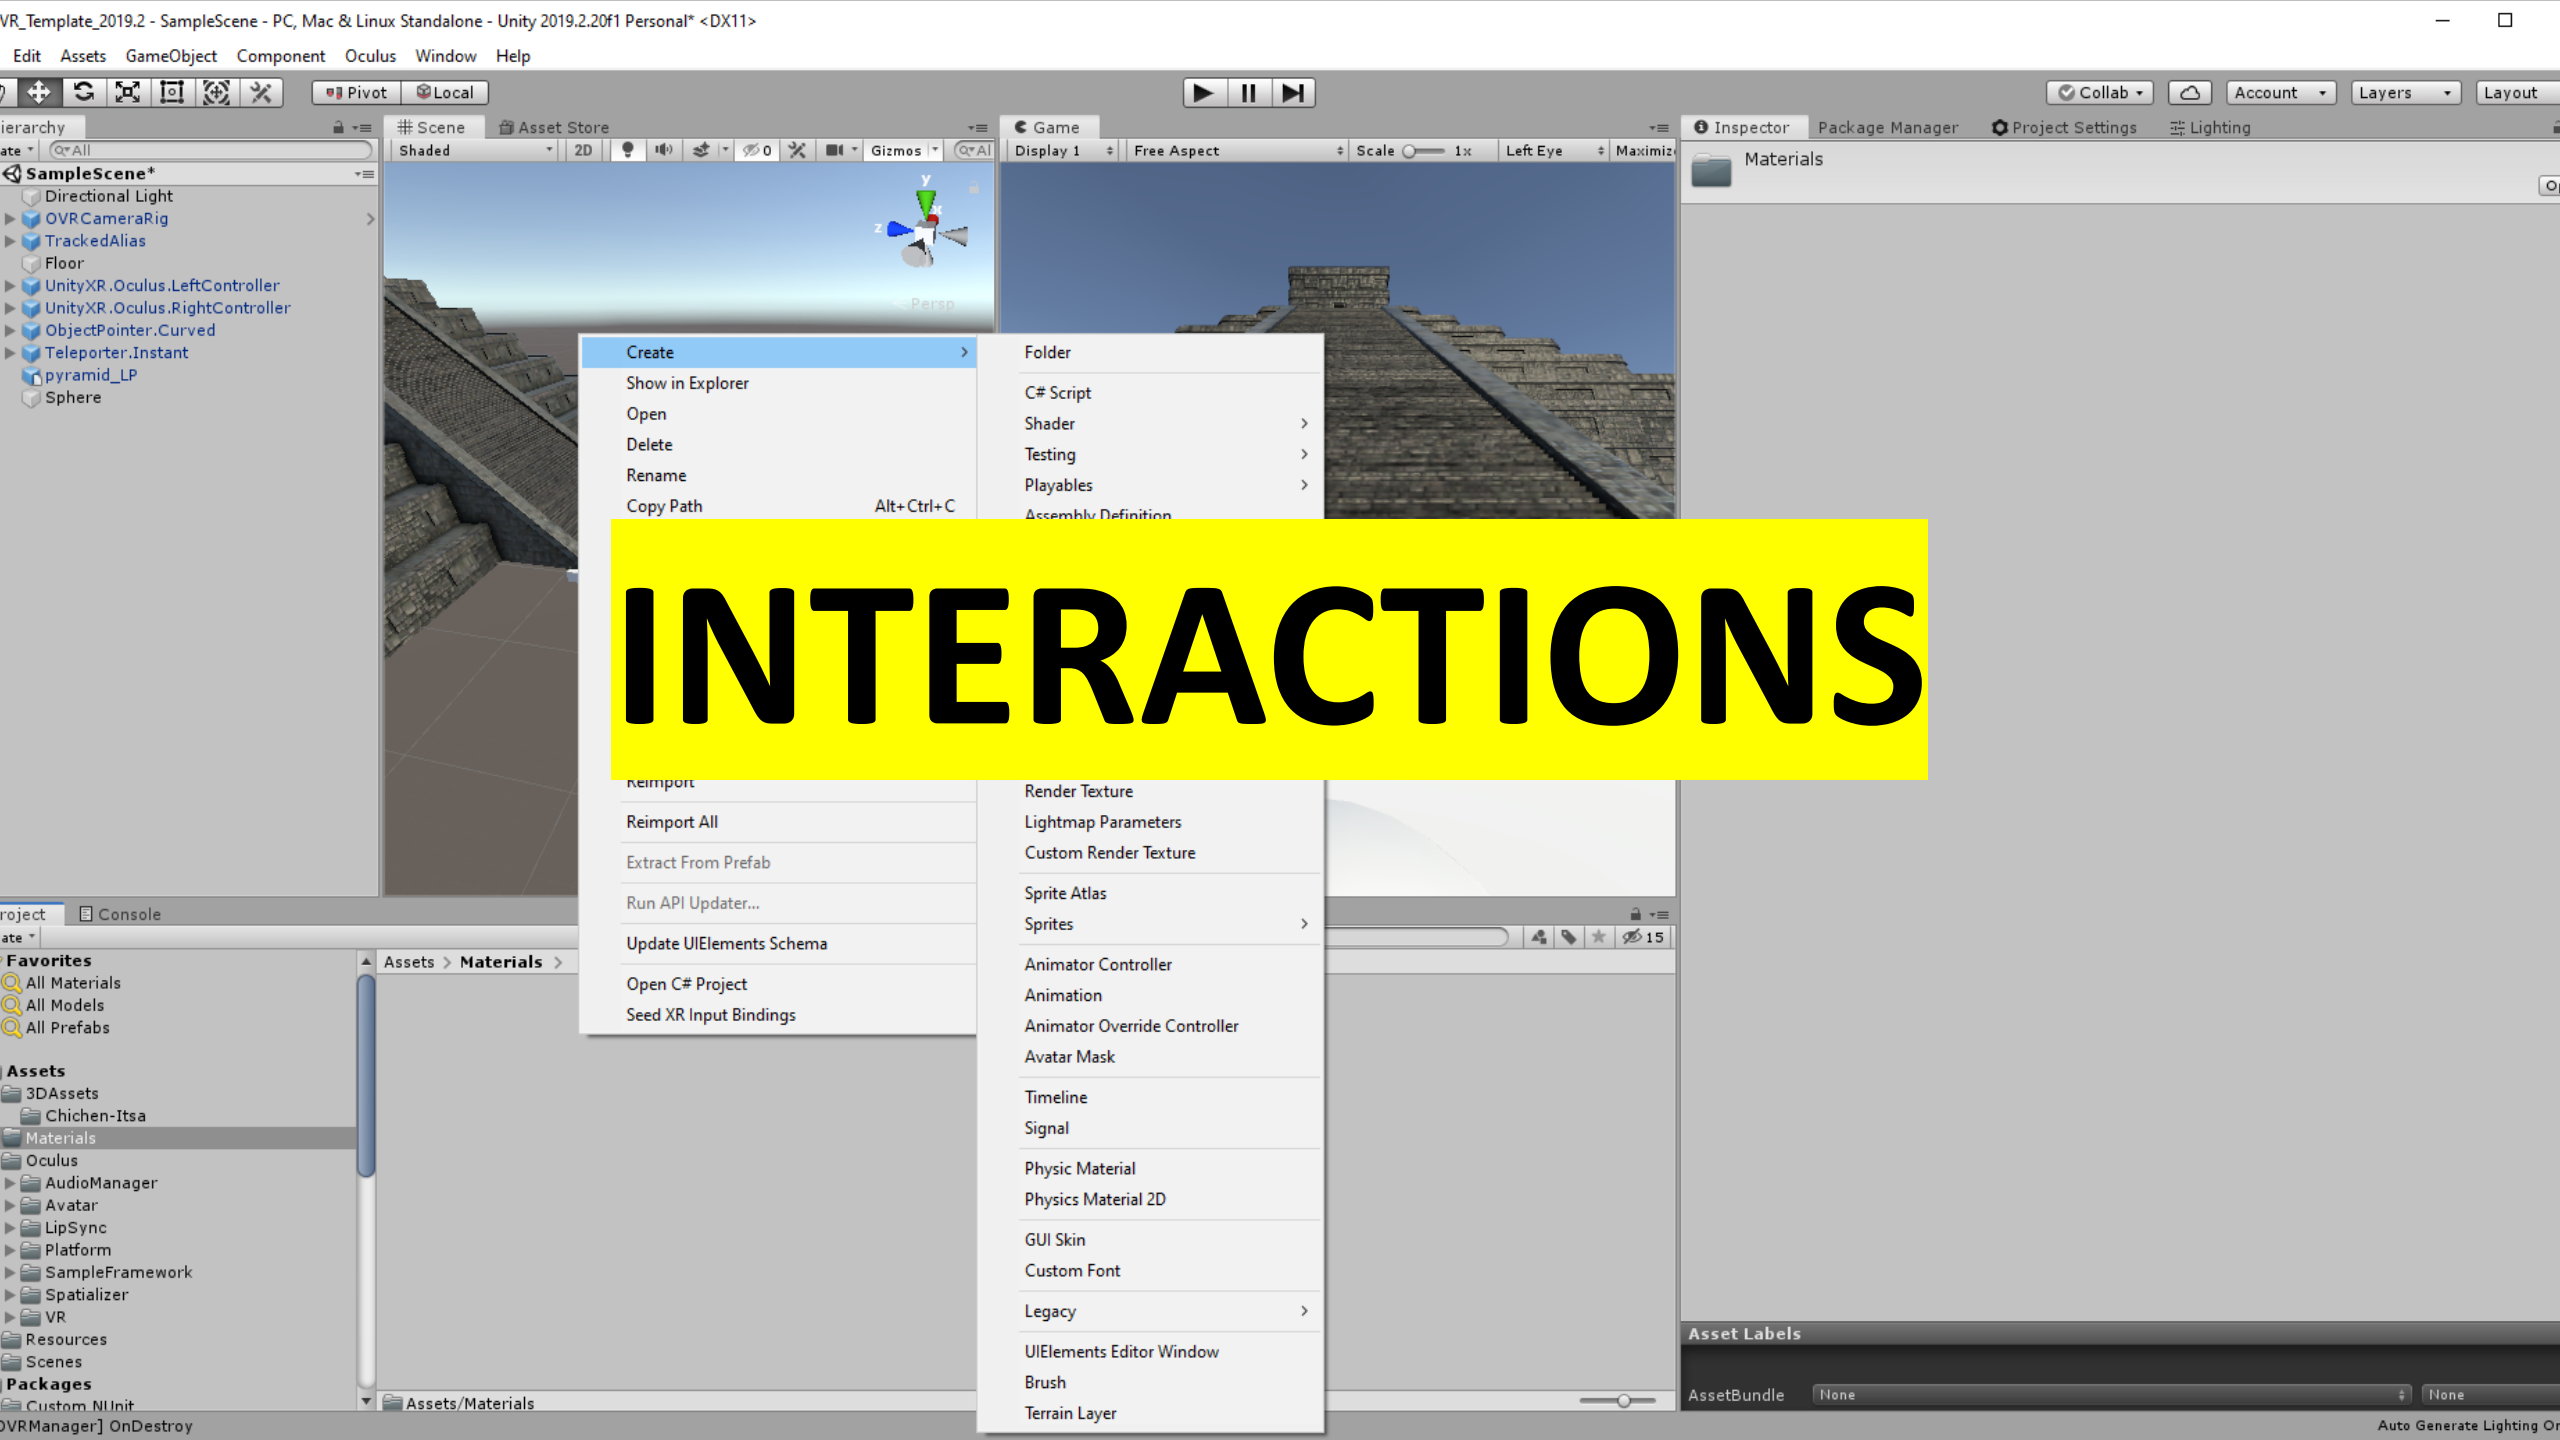 VR_Template_2019.2 - SampleScene - PC, Mac & Linux Standalone - Unity 2019.2.20f1 Personal* <DX11>
Edit Assets GameObject Component Oculus Window Help
Pivot Local Collab Account Layers Layout
ierarchy
ate All
SampleScene*
Directional Light
OVRCameraRig
TrackedAlias
Floor
UnityXR.Oculus.LeftController
UnityXR.Oculus.RightController
ObjectPointer.Curved
Teleporter.Instant
pyramid_LP
Sphere
Scene Asset Store
Shaded 2D 0 Gizmos Al
y
x
z
Persp
Game
Display 1 Free Aspect Scale 1x Left Eye Maximiz
Inspector Package Manager Project Settings Lighting
Materials
Op
Create
Show in Explorer
Open
Delete
Rename
Copy Path Alt+Ctrl+C
Reimport
Reimport All
Extract From Prefab
Run API Updater...
Update UIElements Schema
Open C# Project
Seed XR Input Bindings
Folder
C# Script
Shader
Testing
Playables
Assembly Definition
INTERACTIONS
Render Texture
Lightmap Parameters
Custom Render Texture
Sprite Atlas
Sprites
Animator Controller
Animation
Animator Override Controller
Avatar Mask
Timeline
Signal
Physic Material
Physics Material 2D
GUI Skin
Custom Font
Legacy
UIElements Editor Window
Brush
Terrain Layer
roject Console
ate
15
Favorites
All Materials
All Models
All Prefabs
Assets
3DAssets
Chichen-Itsa
Materials
Oculus
AudioManager
Avatar
LipSync
Platform
SampleFramework
Spatializer
VR
Resources
Scenes
Packages
Custom NUnit
Assets > Materials >
Assets/Materials
Asset Labels
AssetBundle None None
OVRManager] OnDestroy
Auto Generate Lighting On